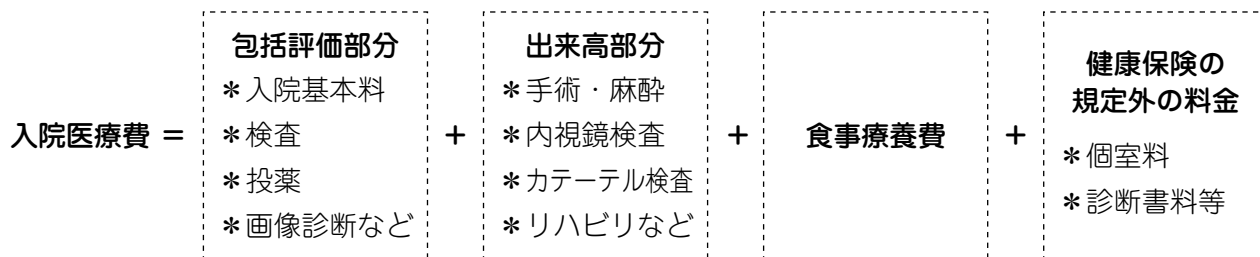 入院医療費 =
包括評価部分
＊入院基本料
＊検査
＊投薬
＊画像診断など
+
出来高部分
＊手術・麻酔
＊内視鏡検査
＊カテーテル検査
＊リハビリなど
+
食事療養費
+
健康保険の
規定外の料金
＊個室料
＊診断書料等